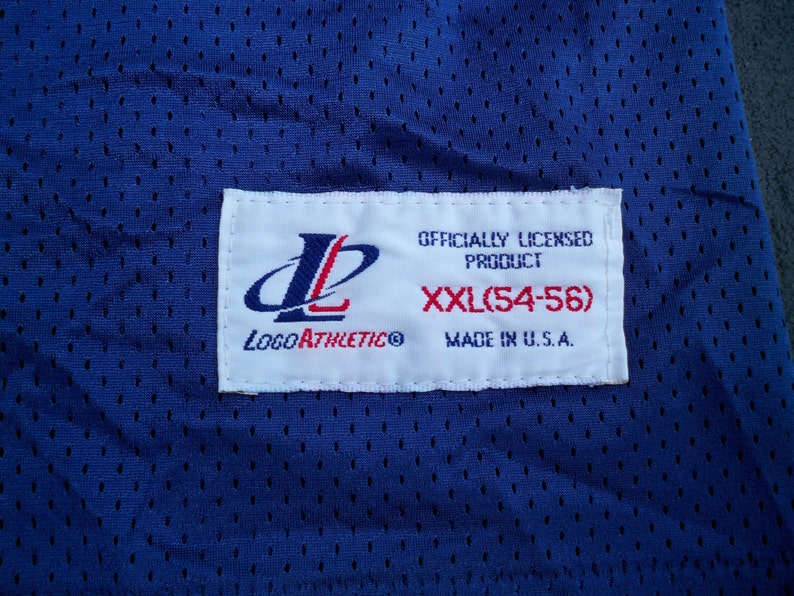 LOGOATHLETIC®
OFFICIALLY LICENSED
PRODUCT
XXL(54-56)
MADE IN U.S.A.